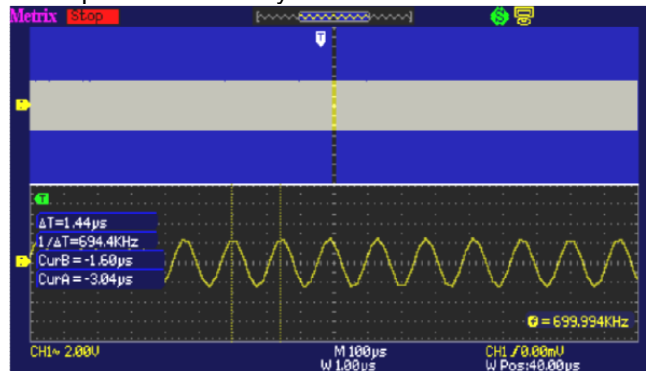 Metrix Stop
T
ΔT=1.44µs
1/ΔT=694.4KHz
CurB = -1.60µs
CurA = -3.04µs
= 699.994KHz
CH1~ 2.00V
M 100µs
W 1.00µs
CH1 0.00mV
W Pos:40.00µs